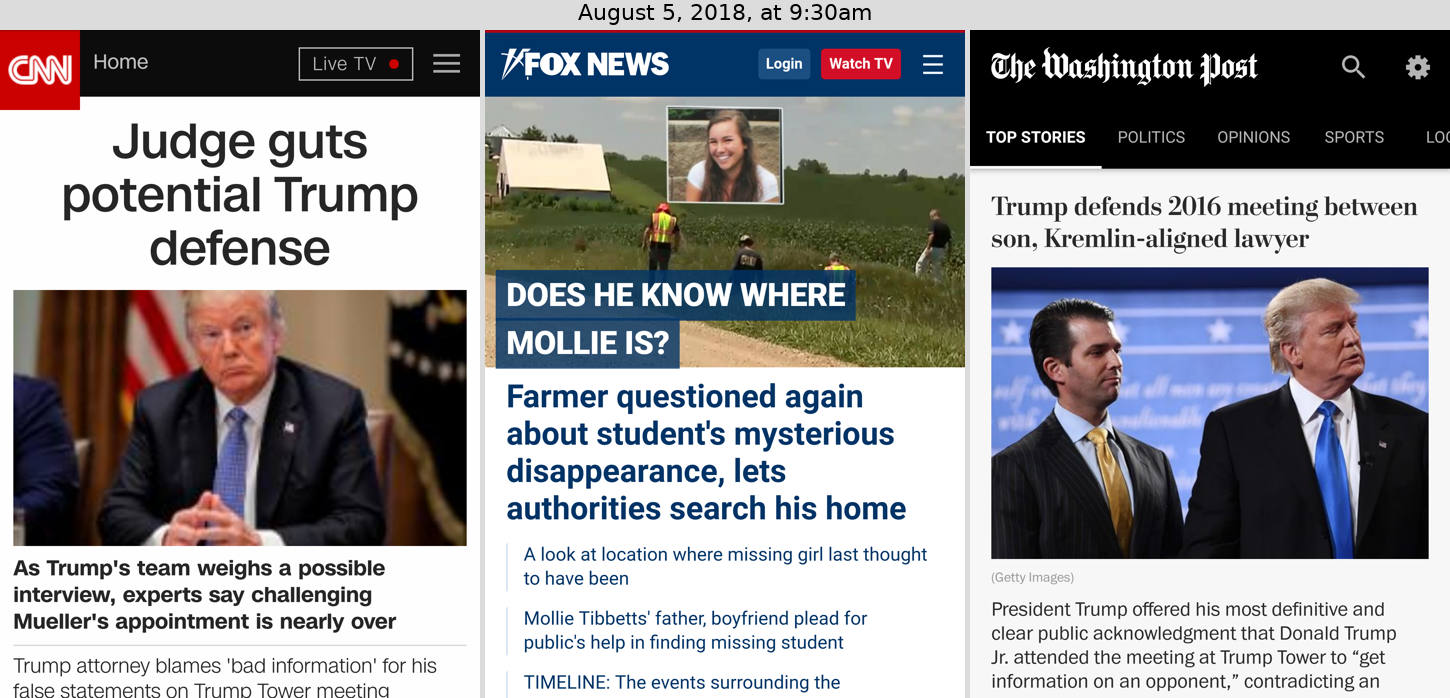 August 5, 2018, at 9:30am
CNN
Home
Live TV
Judge guts
potential Trump
defense
As Trump's team weighs a possible
interview, experts say challenging
Mueller's appointment is nearly over
Trump attorney blames 'bad information' for his
false statements on Trump Tower meeting
FOX NEWS
Login
Watch TV
DOES HE KNOW WHERE
MOLLIE IS?
Farmer questioned again
about student's mysterious
disappearance, lets
authorities search his home
A look at location where missing girl last thought
to have been
Mollie Tibbetts' father, boyfriend plead for
public's help in finding missing student
TIMELINE: The events surrounding the
The Washington Post
TOP STORIES
POLITICS
OPINIONS
SPORTS
LOC
Trump defends 2016 meeting between
son, Kremlin-aligned lawyer
(Getty Images)
President Trump offered his most definitive and
clear public acknowledgment that Donald Trump
Jr. attended the meeting at Trump Tower to “get
information on an opponent,” contradicting an